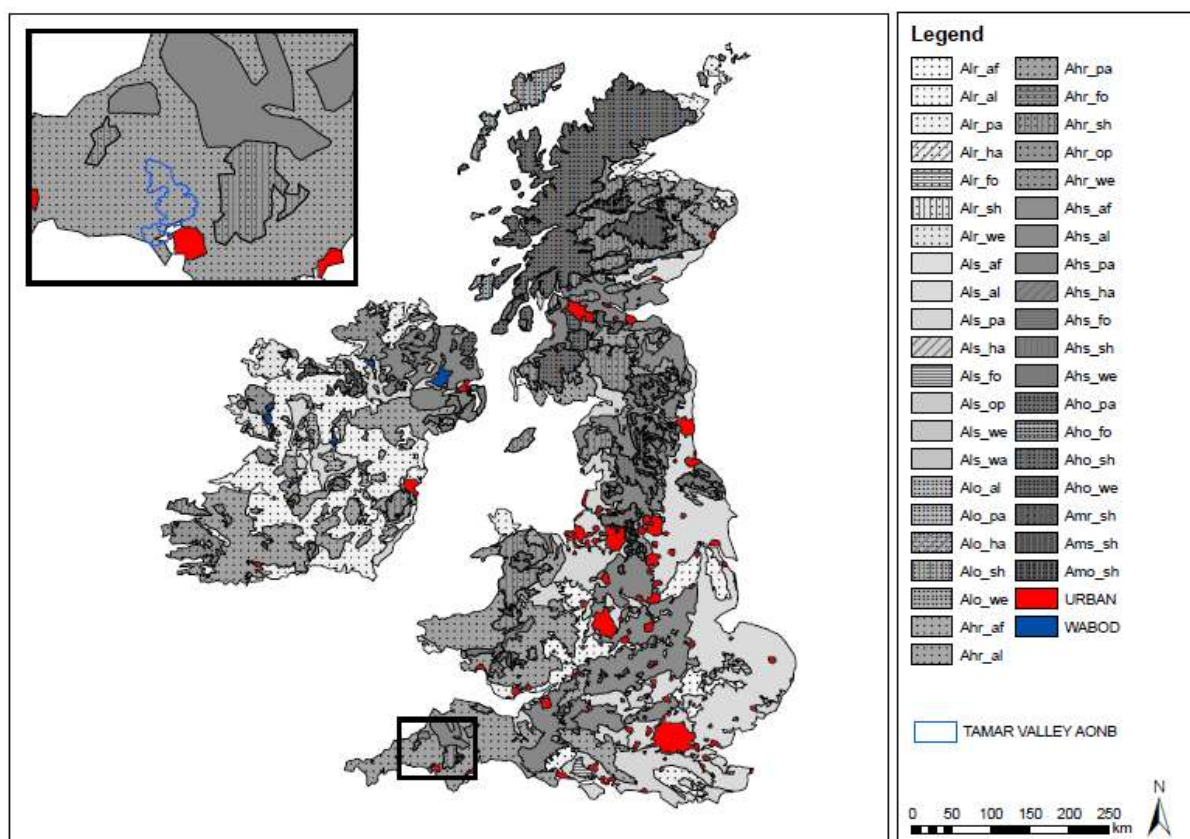 Legend
Alr_af
Alr_al
Alr_pa
Alr_ha
Alr_fo
Alr_sh
Alr_we
Als_af
Als_al
Als_pa
Als_ha
Als_fo
Als_op
Als_we
Als_wa
Alo_al
Alo_pa
Alo_ha
Alo_sh
Alo_we
Ahr_af
Ahr_al
Ahr_pa
Ahr_fo
Ahr_sh
Ahr_op
Ahr_we
Ahs_af
Ahs_al
Ahs_pa
Ahs_ha
Ahs_fo
Ahs_sh
Ahs_we
Aho_pa
Aho_fo
Aho_sh
Aho_we
Amr_sh
Ams_sh
Amo_sh
URBAN
WABOD
TAMAR VALLEY AONB
N
0 50 100 150 200 250
km